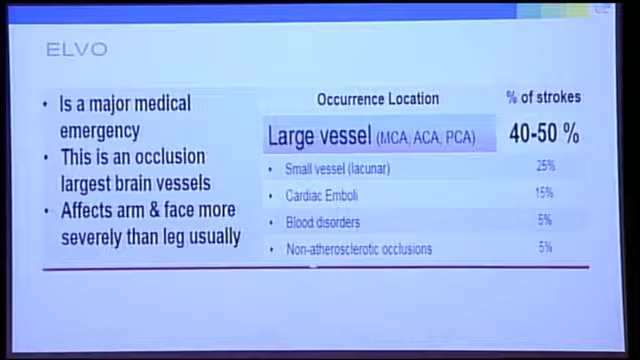 ELVO
• Is a major medical
emergency
• This is an occlusion
largest brain vessels
• Affects arm & face more
severely than leg usually
Occurrence Location % of strokes
Large vessel (MCA, ACA, PCA) 40-50 %
• Small vessel (lacunar) 25%
• Cardiac Emboli 15%
• Blood disorders 5%
• Non-atherosclerotic occlusions 5%